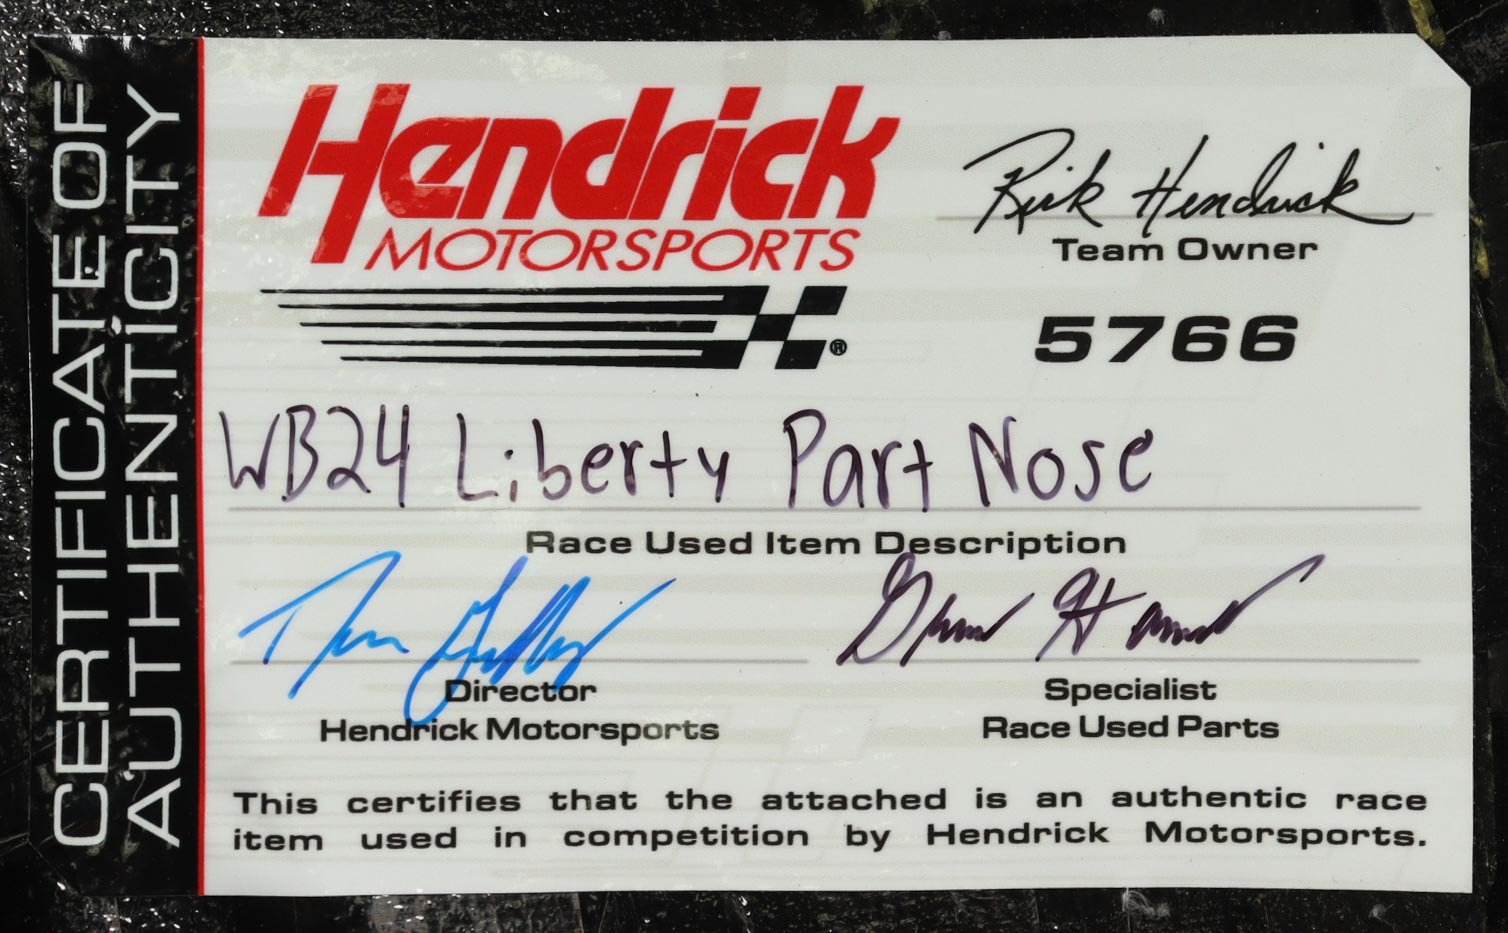 CERTIFICATE OF
AUTHENTICITY
Hendrick
MOTORSPORTS
®
Rick Hendrick
Team Owner
5766
WB24 Liberty Part Nose
Race Used Item Description
Director
Hendrick Motorsports
Specialist
Race Used Parts
This certifies that the attached is an authentic race
item used in competition by Hendrick Motorsports.